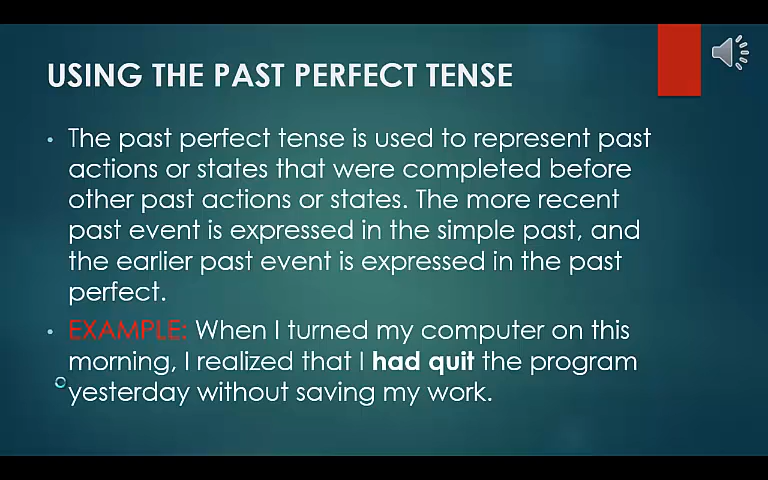 USING THE PAST PERFECT TENSE
• The past perfect tense is used to represent past
actions or states that were completed before
other past actions or states. The more recent
past event is expressed in the simple past, and
the earlier past event is expressed in the past
perfect.
• EXAMPLE: When I turned my computer on this
morning, I realized that I had quit the program
yesterday without saving my work.